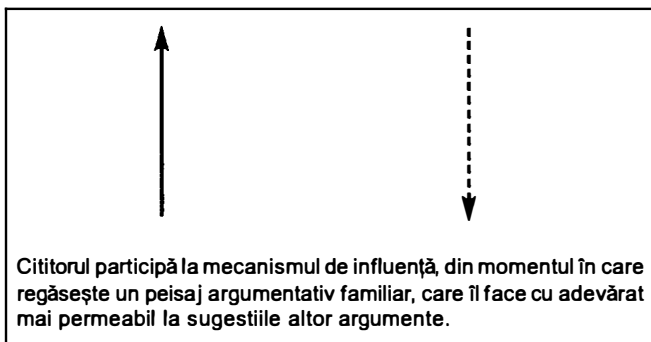 Cititorul participă la mecanismul de influență, din momentul în care
regăsește un peisaj argumentativ familiar, care îl face cu adevărat
mai permeabil la sugestiile altor argumente.